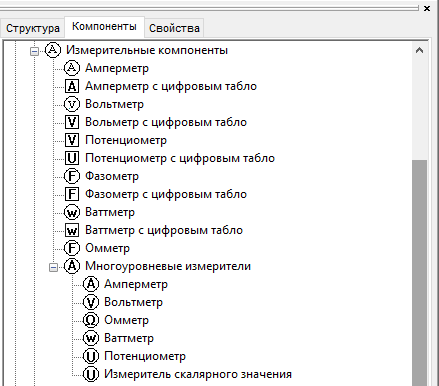 Структура Компоненты Свойства
Измерительные компоненты
Амперметр
Амперметр с цифровым табло
Вольтметр
Вольметр с цифровым табло
Потенциометр
Потенциометр с цифровым табло
Фазометр
Фазометр с цифровым табло
Ваттметр
Ваттметр с цифровым табло
Омметр
Многоуровневые измерители
Амперметр
Вольтметр
Омметр
Ваттметр
Потенциометр
Измеритель скалярного значения